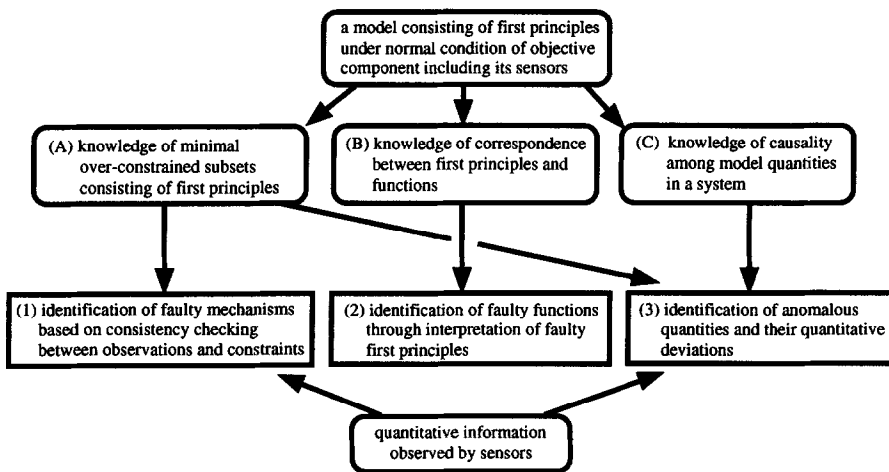 a model consisting of first principles
under normal condition of objective
component including its sensors
(A) knowledge of minimal
over-constrained subsets
consisting of first principles
(B) knowledge of correspondence
between first principles and
functions
(C) knowledge of causality
among model quantities
in a system
(1) identification of faulty mechanisms
based on consistency checking
between observations and constraints
(2) identification of faulty functions
through interpretation of faulty
first principles
(3) identification of anomalous
quantities and their quantitative
deviations
quantitative information
observed by sensors